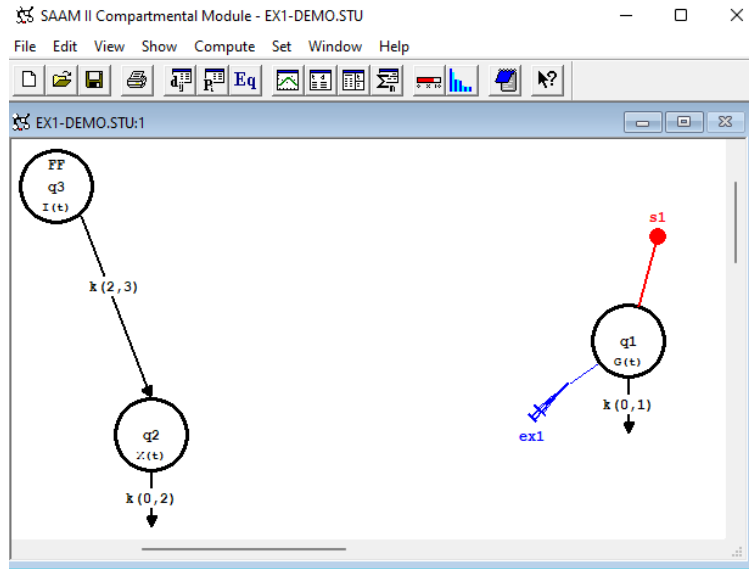 SAAM II Compartmental Module - EX1-DEMO.STU
File Edit View Show Compute Set Window Help
Eq
EX1-DEMO.STU:1
FF
q3
I(t)
s1
k(2,3)
q1
G(t)
k(0,1)
ex1
q2
X(t)
k(0,2)